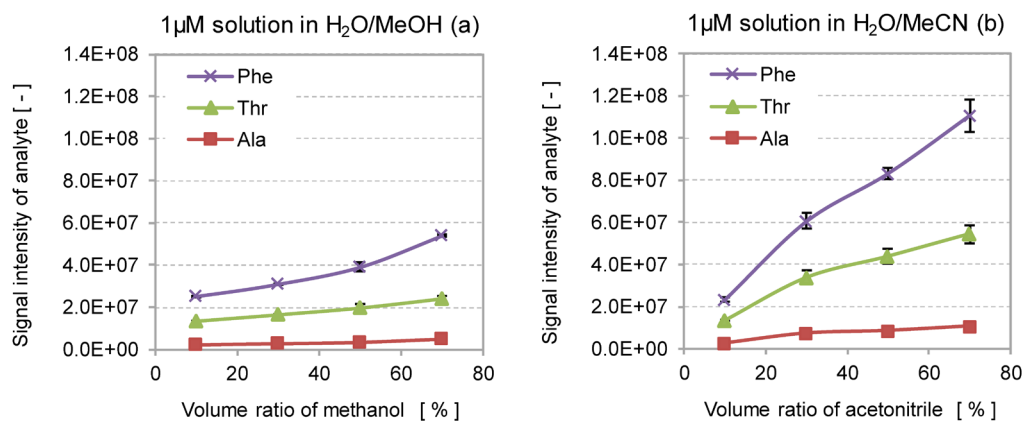 1µM solution in H₂O/MeOH (a)
Signal intensity of analyte [ - ]
1.4E+08
1.2E+08
1.0E+08
8.0E+07
6.0E+07
4.0E+07
2.0E+07
0.0E+00
Phe
Thr
Ala
0 20 40 60 80
Volume ratio of methanol [ % ]
1µM solution in H₂O/MeCN (b)
Signal intensity of analyte [ - ]
1.4E+08
1.2E+08
1.0E+08
8.0E+07
6.0E+07
4.0E+07
2.0E+07
0.0E+00
Phe
Thr
Ala
0 20 40 60 80
Volume ratio of acetonitrile [ % ]